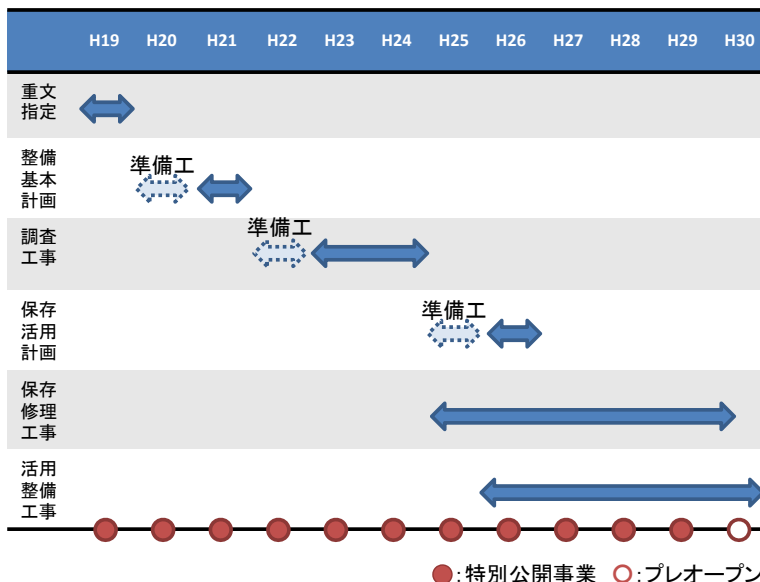 H19 H20 H21 H22 H23 H24 H25 H26 H27 H28 H29 H30
重文
指定
整備
基本
計画
準備工
調査
工事
準備工
保存
活用
計画
準備工
保存
修理
工事
活用
整備
工事
●:特別公開事業 ○:プレオープン